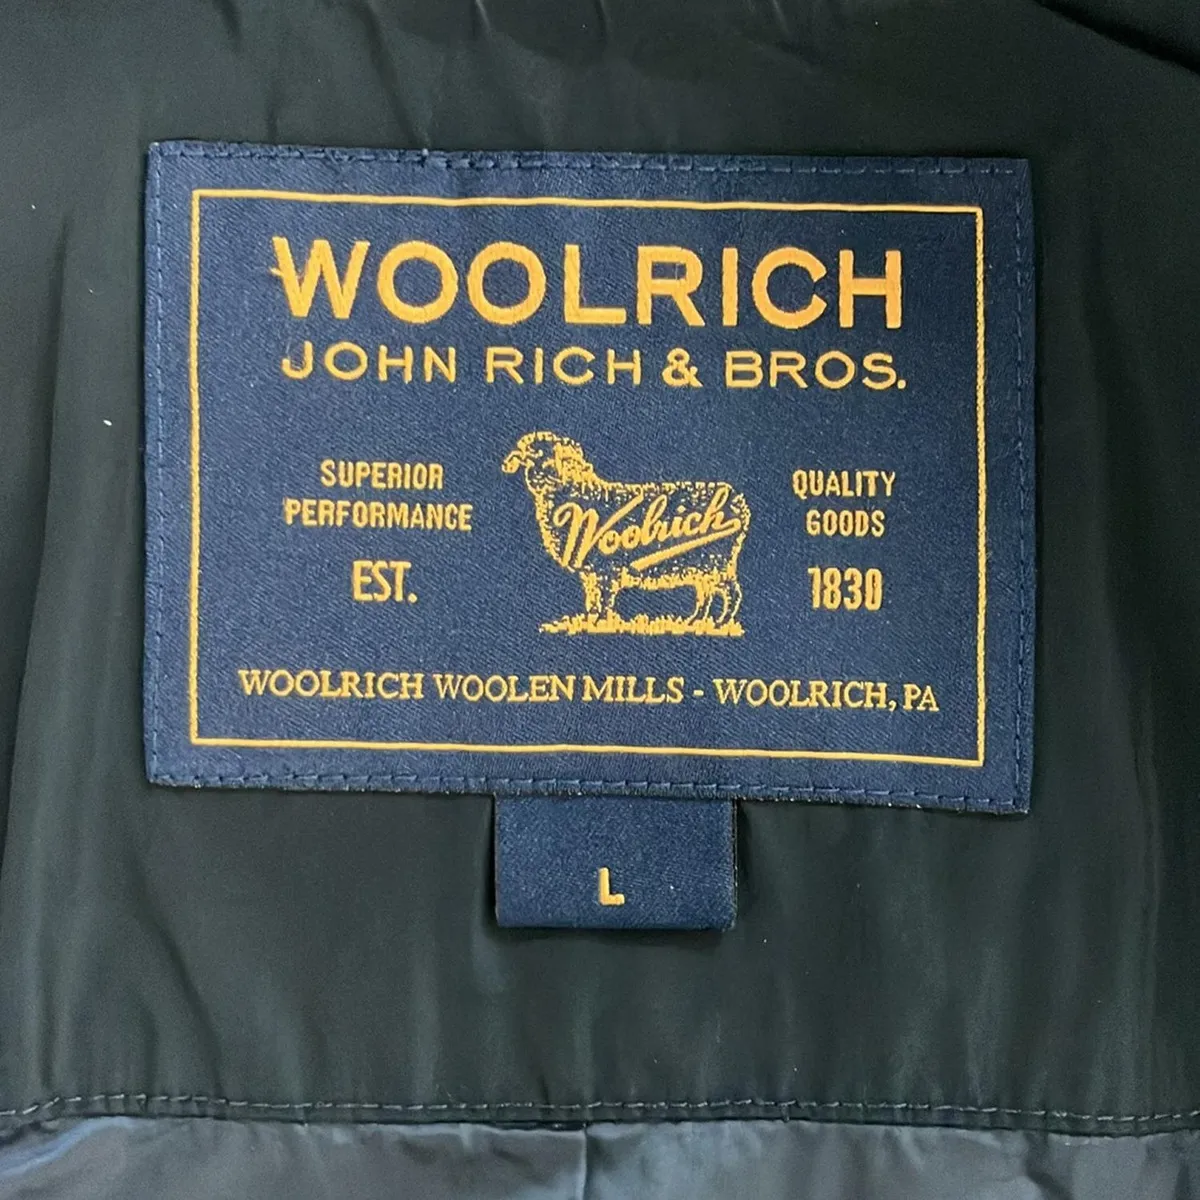 WOOLRICH
JOHN RICH & BROS.
SUPERIOR
PERFORMANCE
EST.
Woolrich
QUALITY
GOODS
1830
WOOLRICH WOOLEN MILLS - WOOLRICH, PA
L